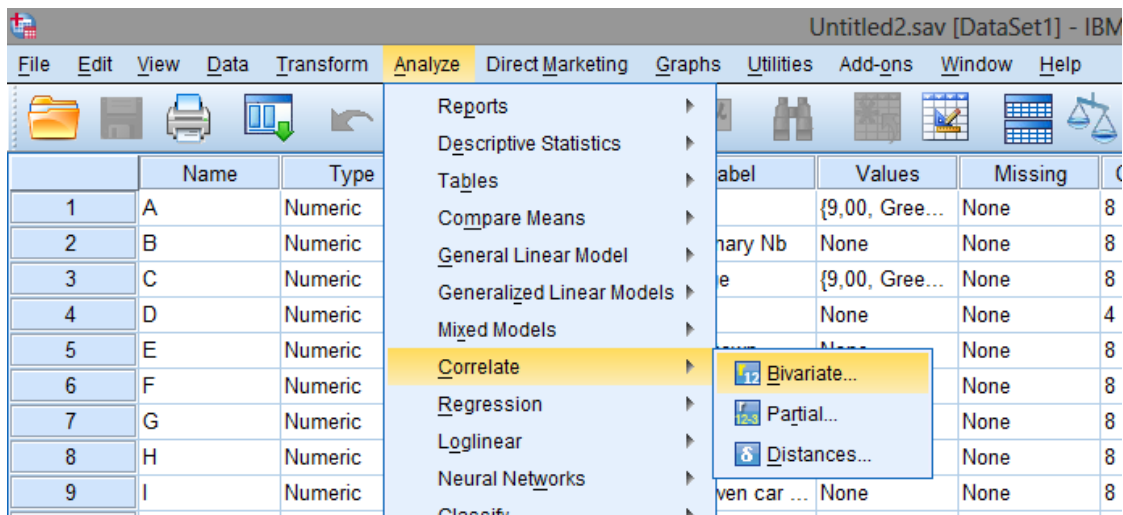 Untitled2.sav [DataSet1] - IBM
File Edit View Data Transform Analyze Direct Marketing Graphs Utilities Add-ons Window Help
Reports
Descriptive Statistics
Name Type Tables abel Values Missing
1 A Numeric {9,00, Gree... None 8
Compare Means
2 B Numeric nary Nb None None 8
General Linear Model
3 C Numeric e {9,00, Gree... None 8
Generalized Linear Models
4 D Numeric None None 4
Mixed Models
5 E Numeric None 8
Correlate
Bivariate...
6 F Numeric None 8
Regression
Partial...
7 G Numeric None 8
Loglinear
8 H Numeric Distances... None 8
Neural Networks
9 I Numeric ven car ... None None 8
Classify